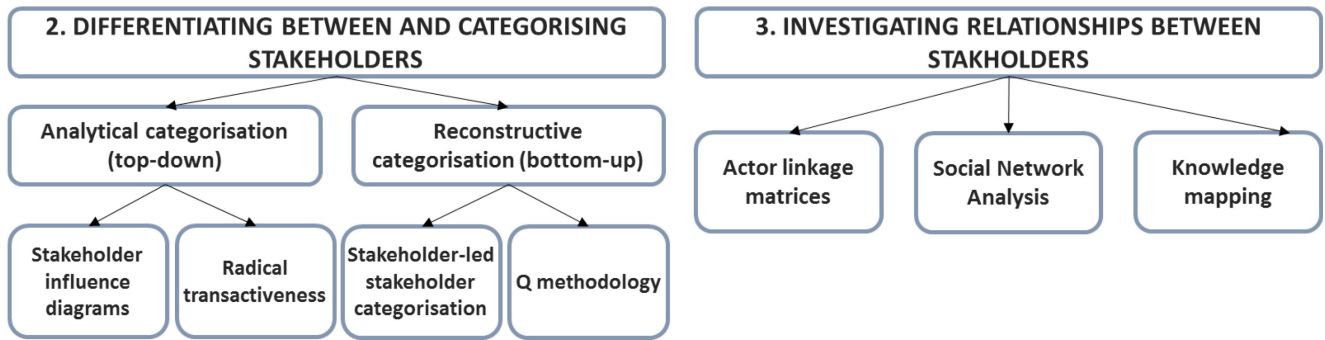 2. DIFFERENTIATING BETWEEN AND CATEGORISING
STAKEHOLDERS
Analytical categorisation
(top-down)
Reconstructive
categorisation (bottom-up)
Stakeholder
influence
diagrams
Radical
transactiveness
Stakeholder-led
stakeholder
categorisation
Q methodology
3. INVESTIGATING RELATIONSHIPS BETWEEN
STAKHOLDERS
Actor linkage
matrices
Social Network
Analysis
Knowledge
mapping